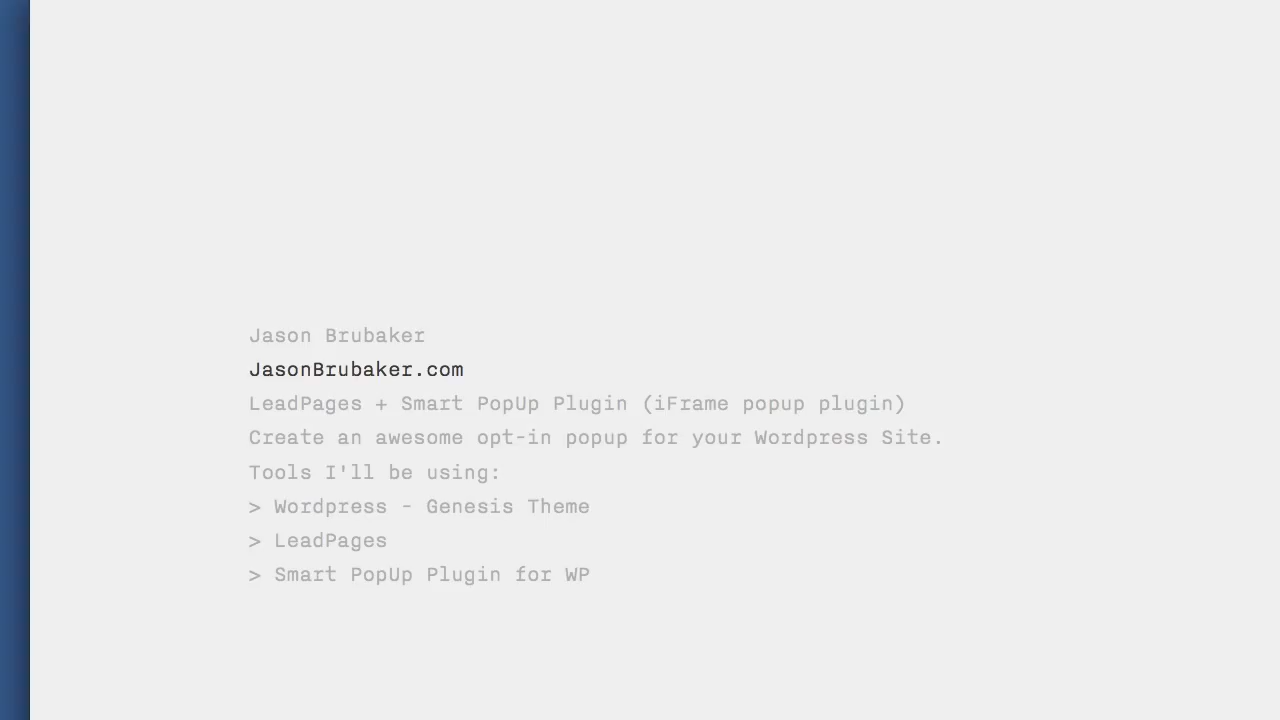 Jason Brubaker
JasonBrubaker.com
LeadPages + Smart PopUp Plugin (iFrame popup plugin)
Create an awesome opt-in popup for your Wordpress Site.
Tools I'll be using:
> Wordpress - Genesis Theme
> LeadPages
> Smart PopUp Plugin for WP